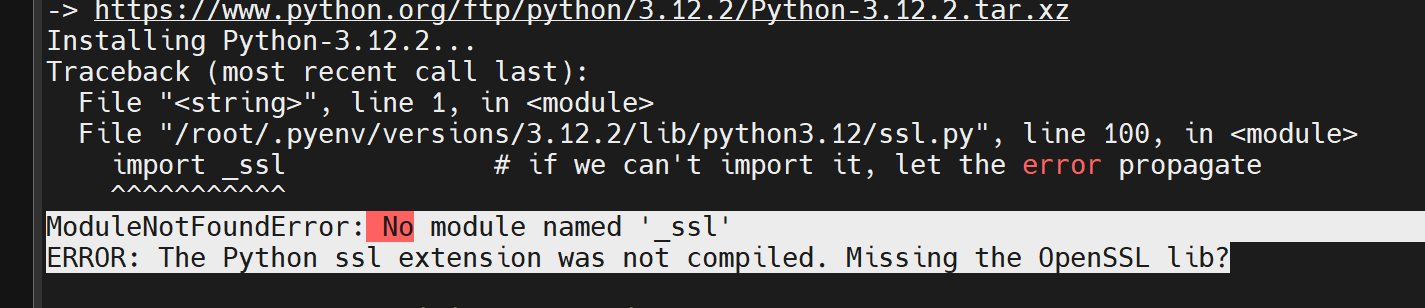 -> https://www.python.org/ftp/python/3.12.2/Python-3.12.2.tar.xz
Installing Python-3.12.2...
Traceback (most recent call last):
  File "<string>", line 1, in <module>
  File "/root/.pyenv/versions/3.12.2/lib/python3.12/ssl.py", line 100, in <module>
    import _ssl             # if we can't import it, let the error propagate
    ^^^^^^^^^^^
ModuleNotFoundError: No module named '_ssl'
ERROR: The Python ssl extension was not compiled. Missing the OpenSSL lib?